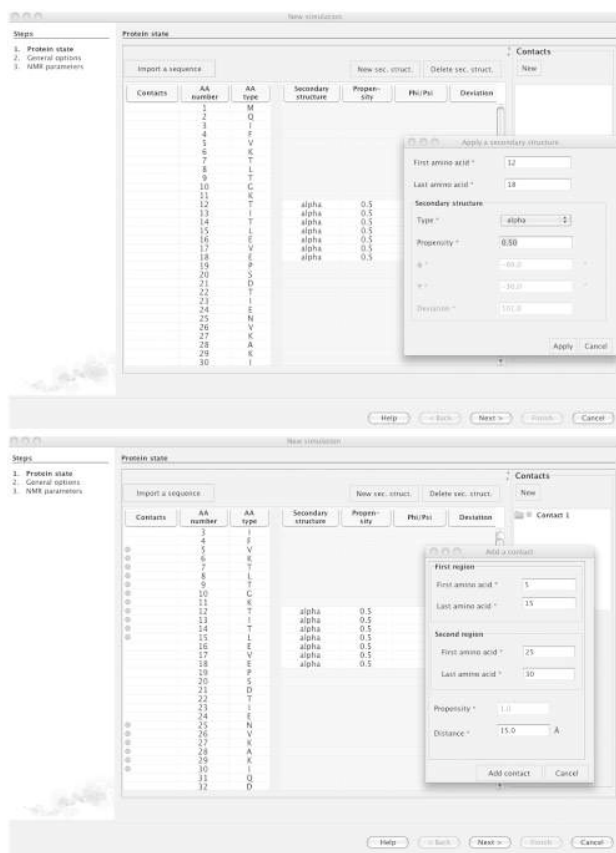 New simulation
Steps
1. Protein state
2. General options
3. NMR parameters
Protein state
Import a sequence
New sec. struct.
Delete sec. struct.
Contacts
New
Contacts AA number AA type Secondary structure Propen-sity Phi/Psi Deviation
1 M
2 Q
3 I
4 F
5 V
6 K
7 T
8 L
9 T
10 G
11 K
12 T alpha 0.5
13 I alpha 0.5
14 T alpha 0.5
15 L alpha 0.5
16 E alpha 0.5
17 V alpha 0.5
18 E alpha 0.5
19 P
20 S
21 D
22 T
23 I
24 E
25 N
26 V
27 K
28 A
29 K
30 I
Apply a secondary structure
First amino acid * 12
Last amino acid * 18
Secondary structure
Type * alpha
Propensity * 0.50
Deviation *
Apply Cancel
Help < Back Next > Finish Cancel
New simulation
Steps
1. Protein state
2. General options
3. NMR parameters
Protein state
Import a sequence
New sec. struct.
Delete sec. struct.
Contacts
New
Contact 1
Contacts AA number AA type Secondary structure Propen-sity Phi/Psi Deviation
3 I
4 F
5 V
6 K
7 T
8 L
9 T
10 G
11 K
12 T alpha 0.5
13 I alpha 0.5
14 T alpha 0.5
15 L alpha 0.5
16 E alpha 0.5
17 V alpha 0.5
18 E alpha 0.5
19 P
20 S
21 D
22 T
23 I
24 E
25 N
26 V
27 K
28 A
29 K
30 I
31 Q
32 D
Add a contact
First region
First amino acid * 5
Last amino acid * 15
Second region
First amino acid * 25
Last amino acid * 30
Propensity * 1.0
Distance * 15.0 Å
Add contact Cancel
Help < Back Next > Finish Cancel